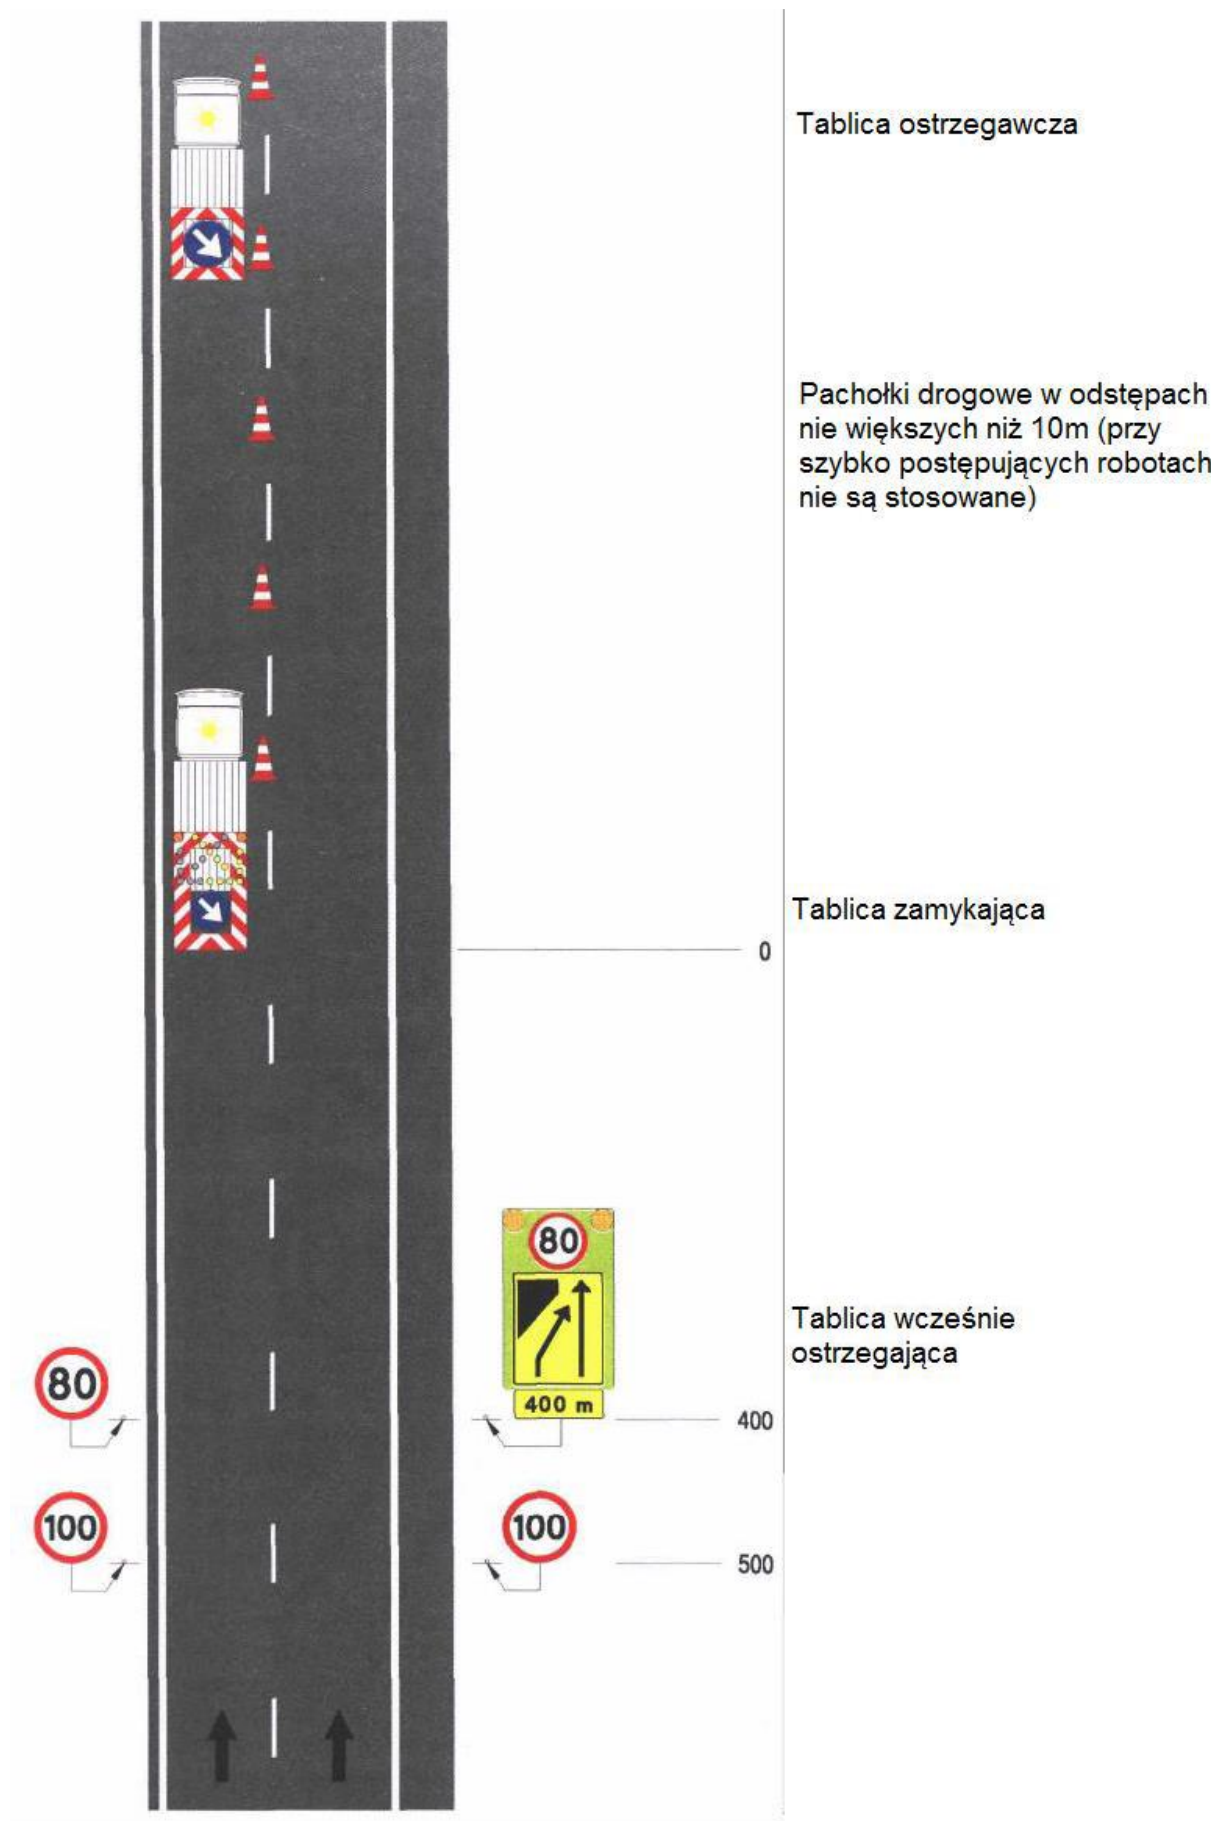 Tablica ostrzegawcza
Pachołki drogowe w odstępach
nie większych niż 10m (przy
szybko postępujących robotach
nie są stosowane)
Tablica zamykająca
0
80
Tablica wcześnie
ostrzegająca
80
400 m
400
100
100
500